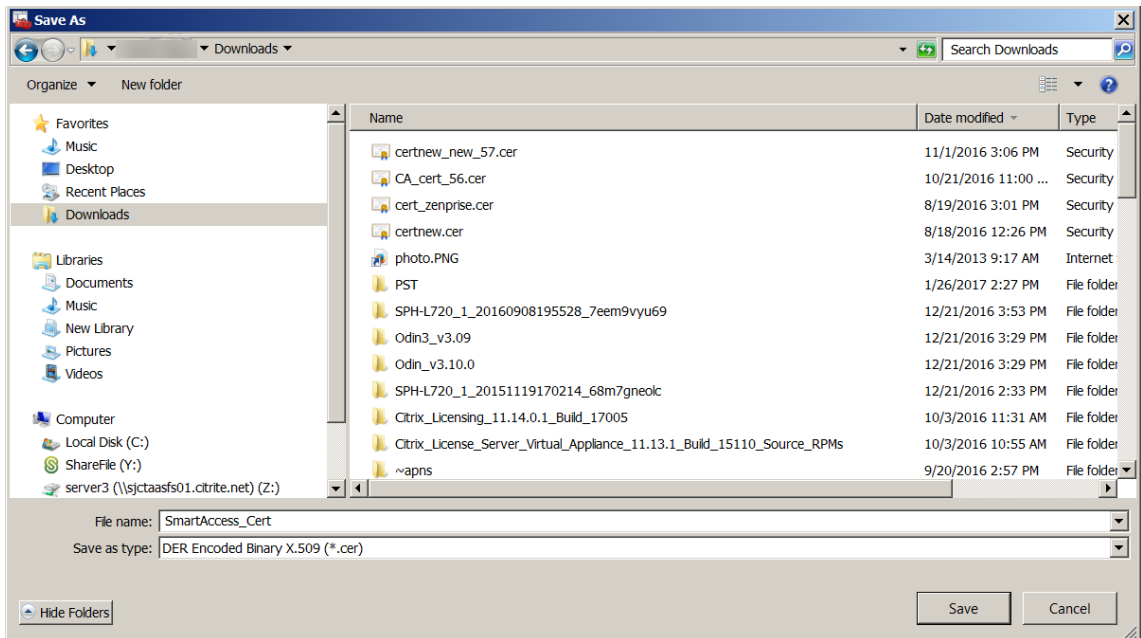 Save As
Downloads
Search Downloads
Organize New folder
Favorites
Music
Desktop
Recent Places
Downloads
Libraries
Documents
Music
New Library
Pictures
Videos
Computer
Local Disk (C:)
ShareFile (Y:)
server3 (\\sjctaasfs01.citrite.net) (Z:)
Name Date modified Type
certnew_new_57.cer 11/1/2016 3:06 PM Security
CA_cert_56.cer 10/21/2016 11:00 ... Security
cert_zenprise.cer 8/19/2016 3:01 PM Security
certnew.cer 8/18/2016 12:26 PM Security
photo.PNG 3/14/2013 9:17 AM Internet
PST 1/26/2017 2:27 PM File folder
SPH-L720_1_20160908195528_7eem9vyu69 12/21/2016 3:53 PM File folder
Odin3_v3.09 12/21/2016 3:29 PM File folder
Odin_v3.10.0 12/21/2016 3:29 PM File folder
SPH-L720_1_20151119170214_68m7gneolc 12/21/2016 2:33 PM File folder
Citrix_Licensing_11.14.0.1_Build_17005 10/3/2016 11:31 AM File folder
Citrix_License_Server_Virtual_Appliance_11.13.1_Build_15110_Source_RPMs 10/3/2016 10:55 AM File folder
~apns 9/20/2016 2:57 PM File folder
File name: SmartAccess_Cert
Save as type: DER Encoded Binary X.509 (*.cer)
Hide Folders
Save
Cancel